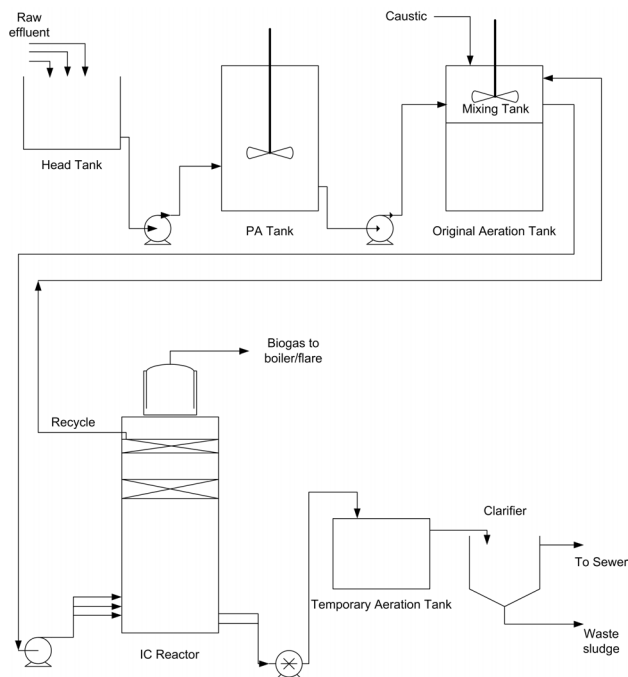 Raw
effluent
Caustic
Mixing Tank
Head Tank
PA Tank
Original Aeration Tank
Biogas to
boiler/flare
Recycle
Clarifier
To Sewer
Temporary Aeration Tank
Waste
sludge
IC Reactor